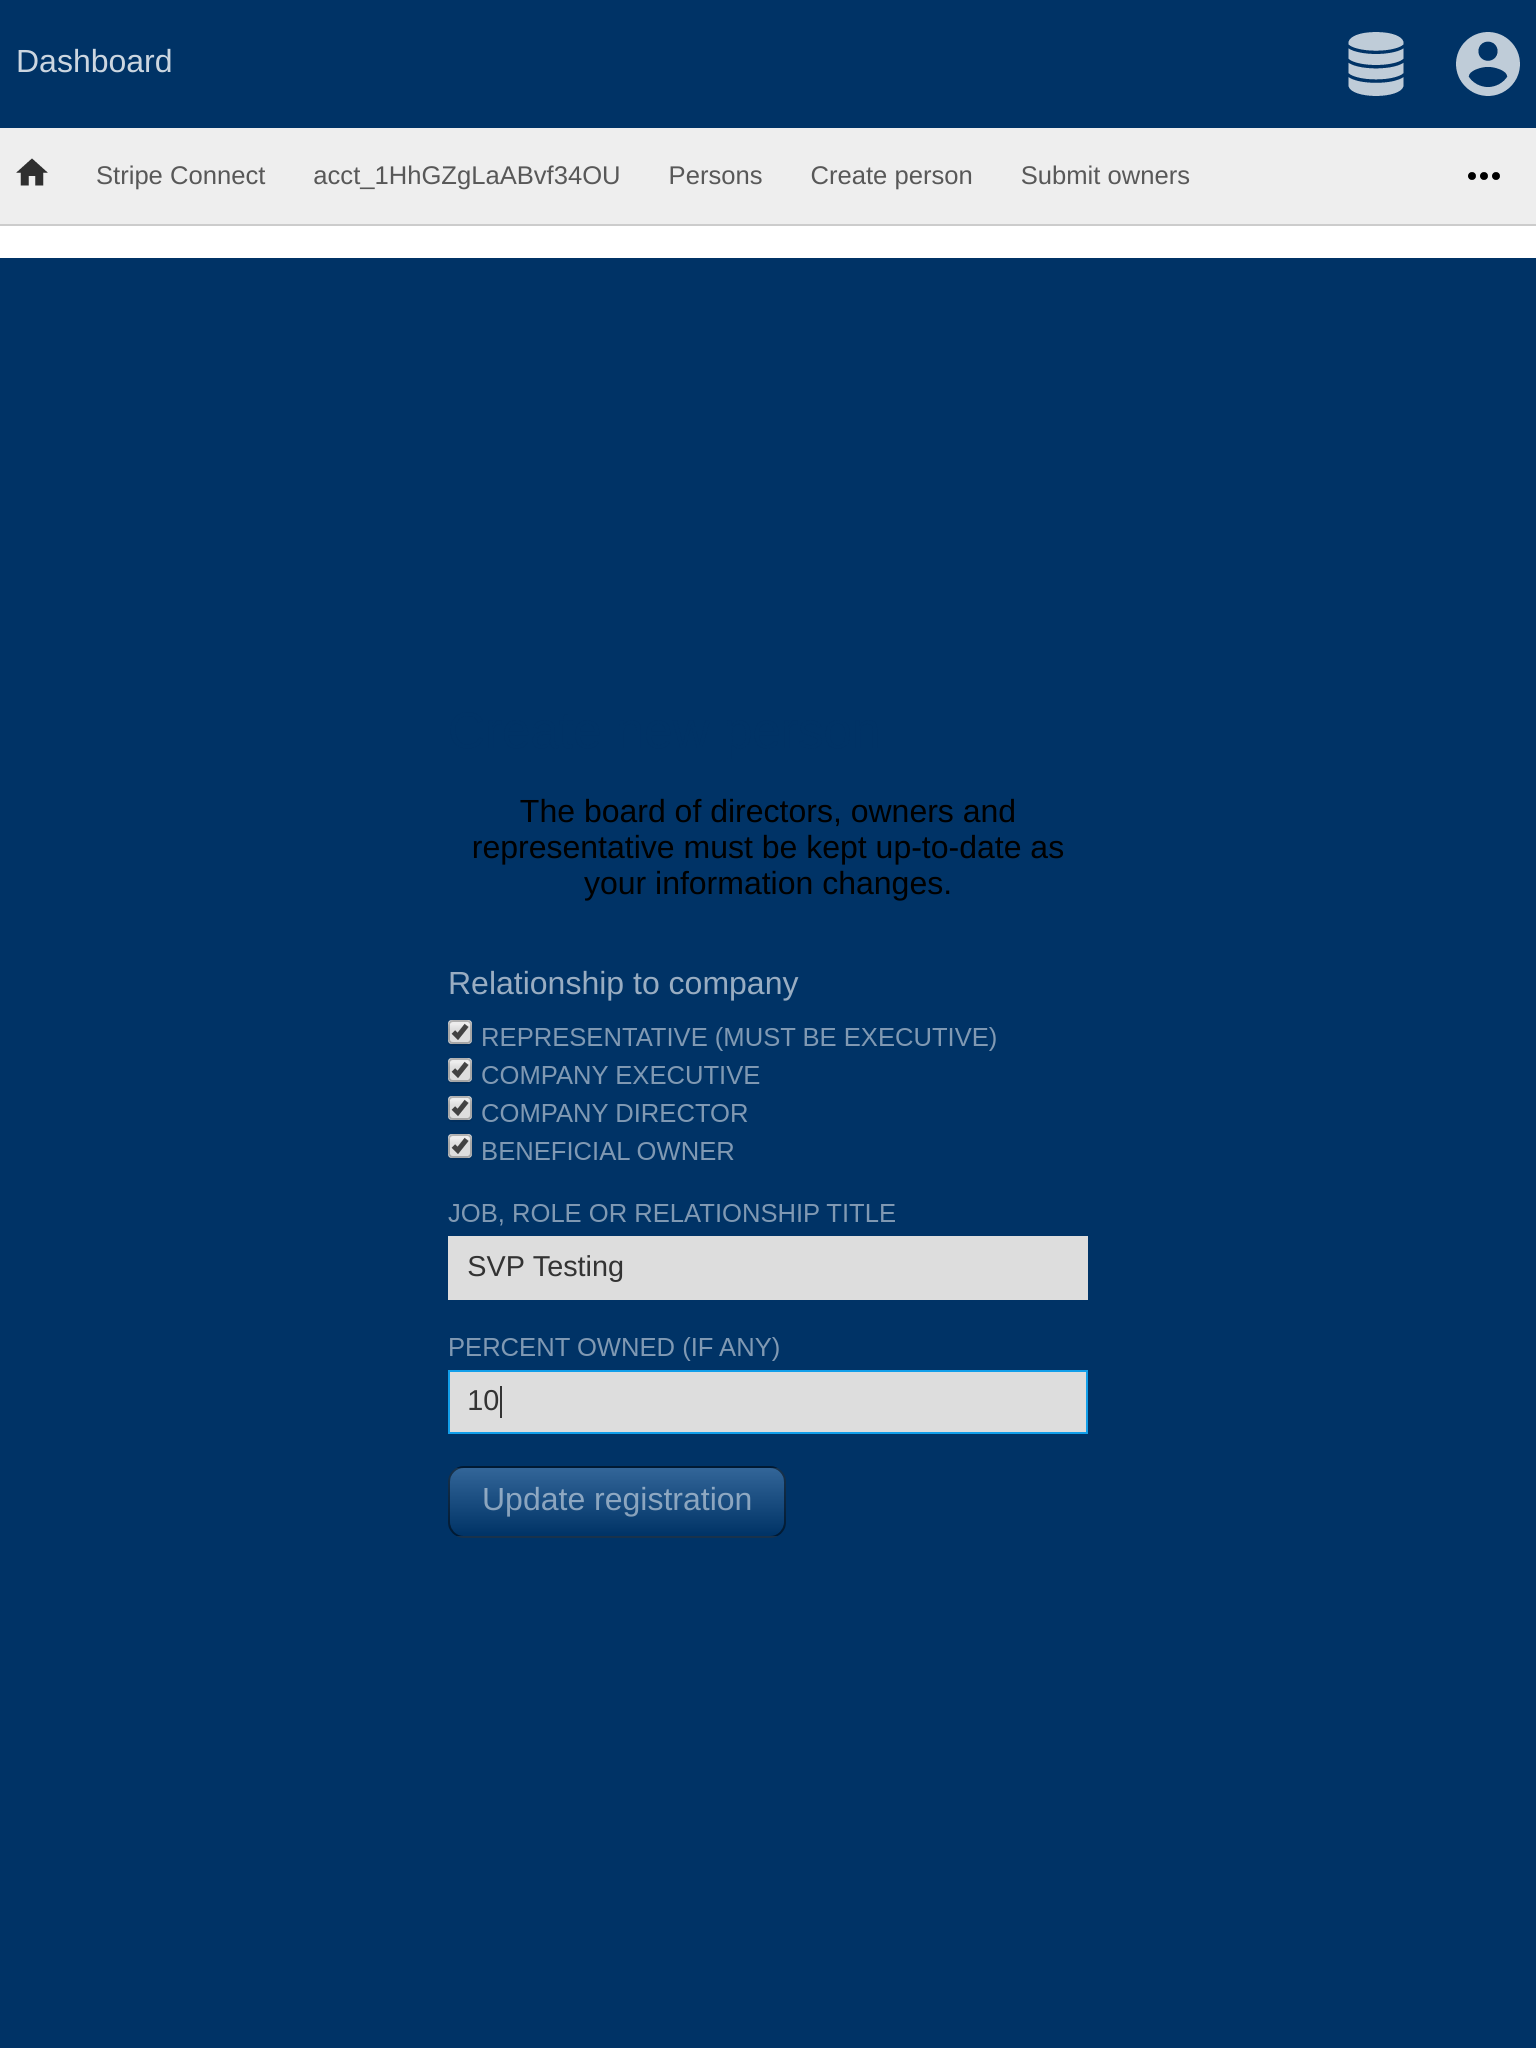 Dashboard
Stripe Connect acct_1HhGZgLaABvf34OU Persons Create person Submit owners
The board of directors, owners and
representative must be kept up-to-date as
your information changes.
Relationship to company
REPRESENTATIVE (MUST BE EXECUTIVE)
COMPANY EXECUTIVE
COMPANY DIRECTOR
BENEFICIAL OWNER
JOB, ROLE OR RELATIONSHIP TITLE
SVP Testing
PERCENT OWNED (IF ANY)
10
Update registration